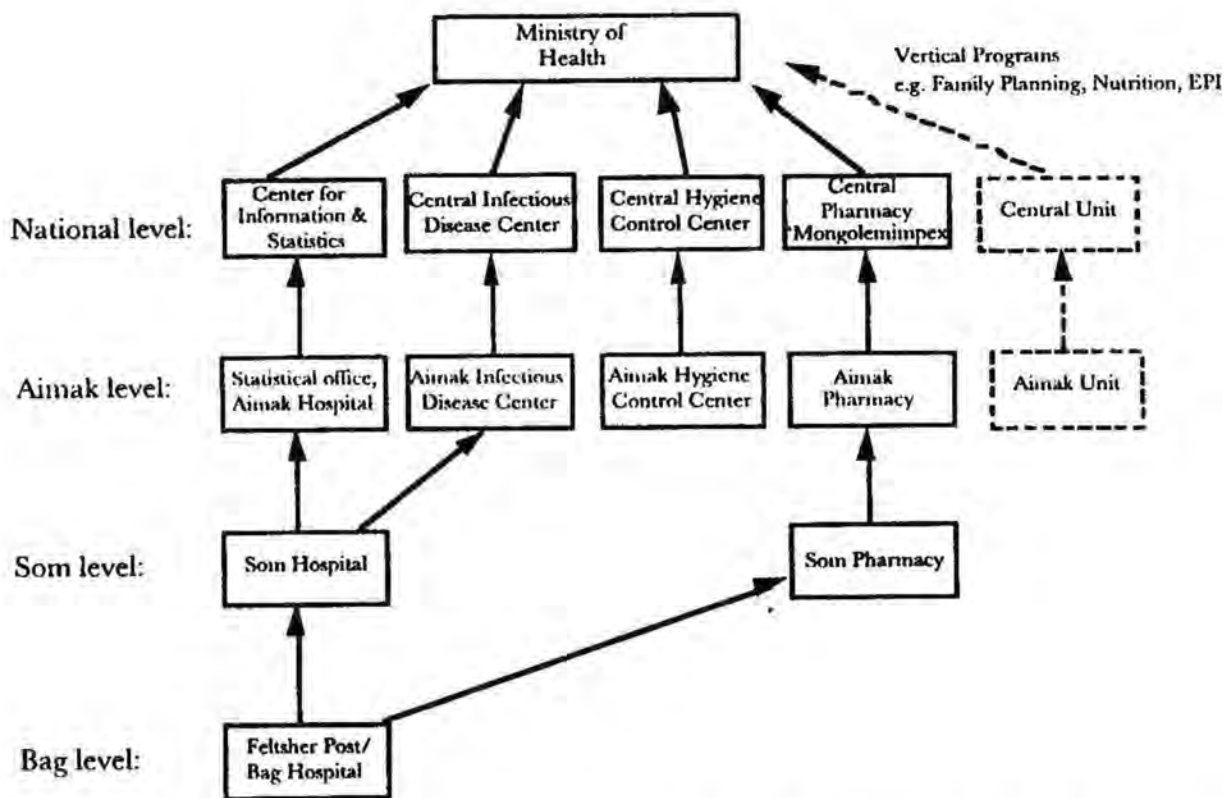 Ministry of
Health
Vertical Programs
e.g. Family Planning, Nutrition, EPI
National level:
Center for
Information &
Statistics
Central Infectious
Disease Center
Central Hygiene
Control Center
Central
Pharmacy
"Mongolemimpex
Central Unit
Aimak level:
Statistical office,
Aimak Hospital
Aimak Infectious
Disease Center
Aimak Hygiene
Control Center
Aimak
Pharmacy
Aimak Unit
Som level:
Som Hospital
Som Pharmacy
Bag level:
Feltsher Post/
Bag Hospital